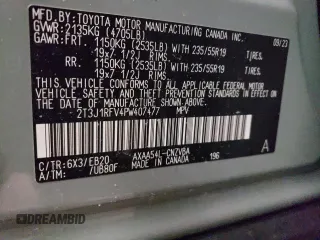 MFD.BY: TOYOTA MOTOR MANUFACTURING CANADA INC.
GVWR: 2135KG (4705LB) 09/23
GAWR:FRT. 1150KG (2535LB) WITH 235/55R19 TIRES,
19x7 1/2J RIMS
RR. 1150KG (2535LB) WITH 235/55R19 TIRES,
19x7 1/2J RIMS
THIS VEHICLE CONFORMS TO ALL APPLICABLE FEDERAL MOTOR
VEHICLE SAFETY AND THEFT PREVENTION STANDARDS IN EFFECT
ON THE DATE OF MANUFACTURE SHOWN ABOVE.
2T3J1RFV4PW407477 MPV
C/TR: 6X3/EB20 AXAA54L-CNZVBA A
A/TM: 7UB80F MADE IN CANADA 196
DREAMBID